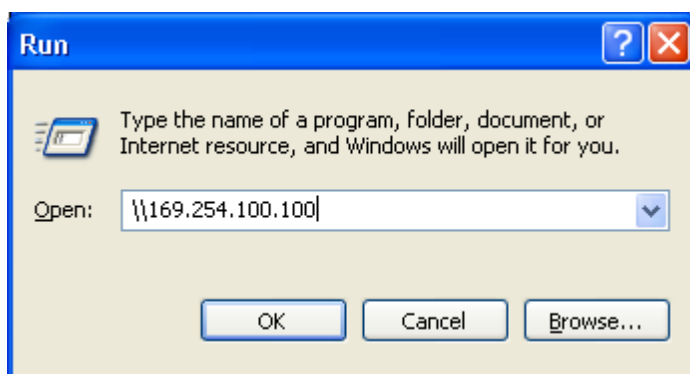 Run
Type the name of a program, folder, document, or
Internet resource, and Windows will open it for you.
Open: \\169.254.100.100
OK Cancel Browse...